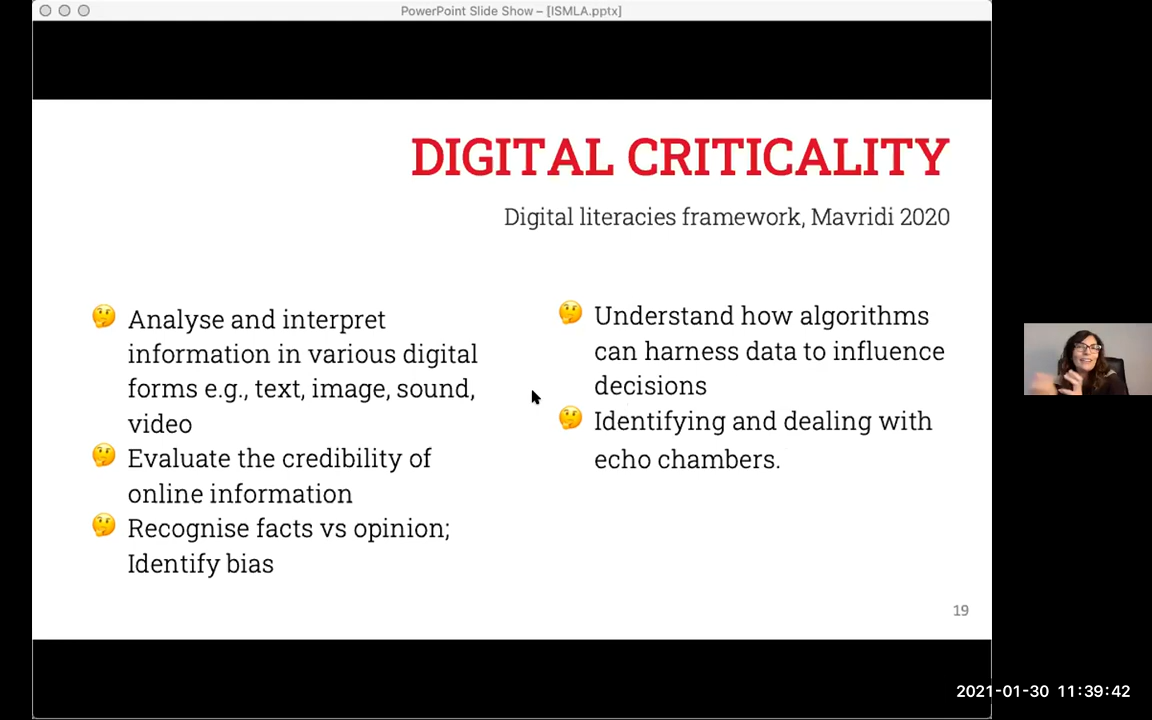 PowerPoint Slide Show – [ISMLA.pptx]
DIGITAL CRITICALITY
Digital literacies framework, Mavridi 2020
Analyse and interpret
information in various digital
forms e.g., text, image, sound,
video
Evaluate the credibility of
online information
Recognise facts vs opinion;
Identify bias
Understand how algorithms
can harness data to influence
decisions
Identifying and dealing with
echo chambers.
19
2021-01-30 11:39:42